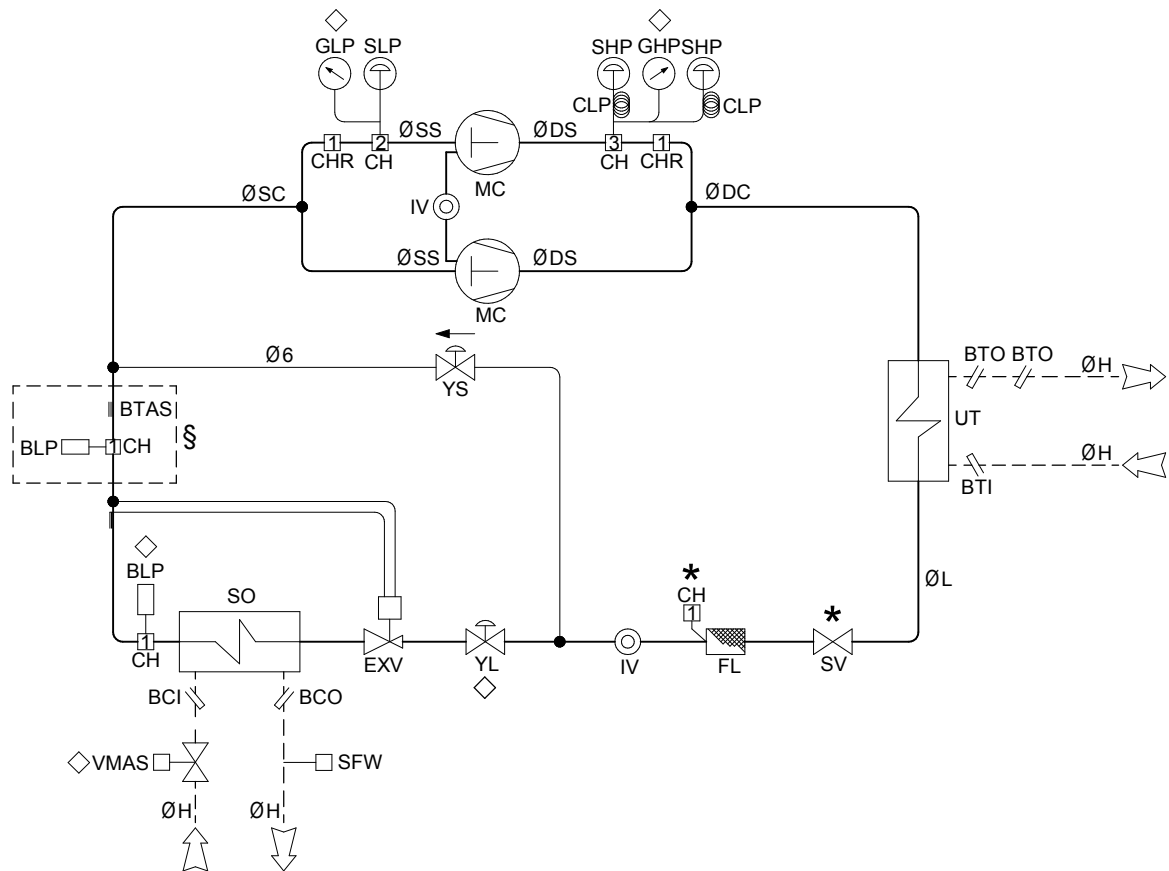 GLP SLP SHP GHP SHP
CLP CLP
ØSS ØDS
1 2 3 1
CHR CH CH CHR
MC
ØSC IV ØDC
ØSS ØDS
MC
Ø6
YS
BTO BTO ØH
BTAS
UT
BLP 1 CH §
ØH
BTI
BLP
SO
*
CH
1
*
ØL
1
CH
EXV YL IV FL SV
BCI BCO
VMAS SFW
ØH ØH